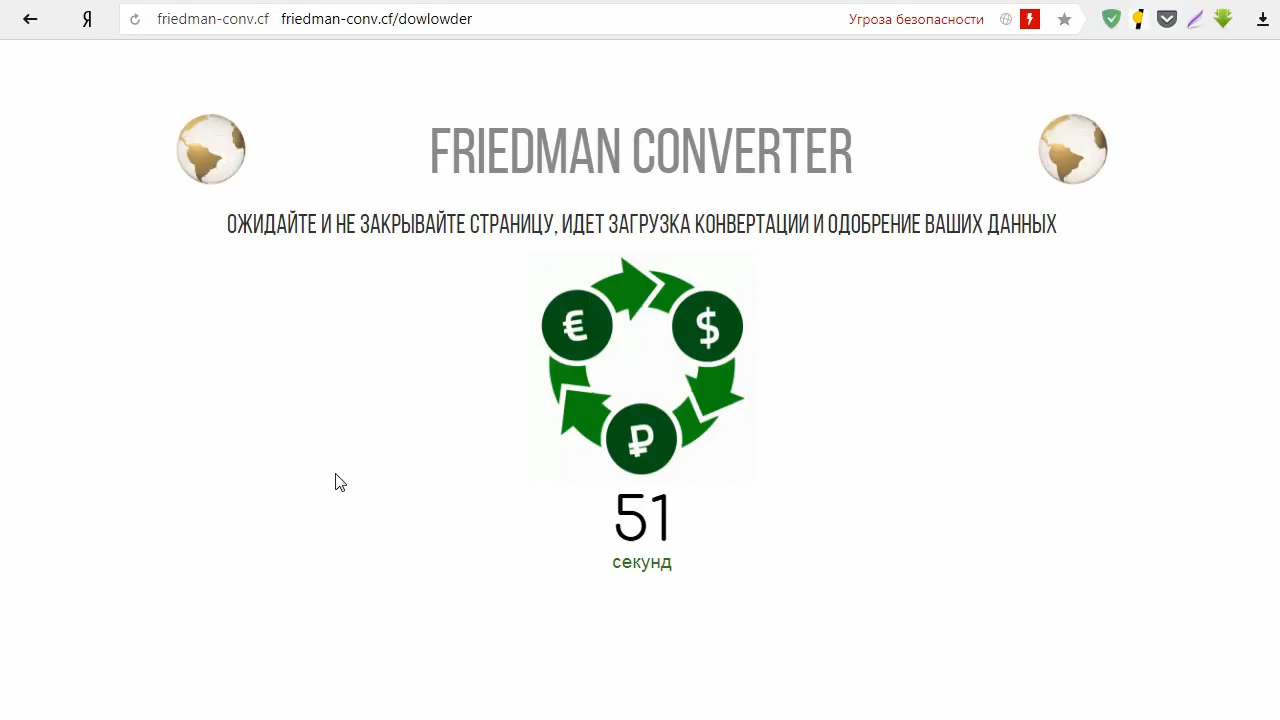 Я friedman-conv.cf friedman-conv.cf/dowlowder Угроза безопасности
FRIEDMAN CONVERTER
ОЖИДАЙТЕ И НЕ ЗАКРЫВАЙТЕ СТРАНИЦУ, ИДЕТ ЗАГРУЗКА КОНВЕРТАЦИИ И ОДОБРЕНИЕ ВАШИХ ДАННЫХ
€ $
₽
51
секунд